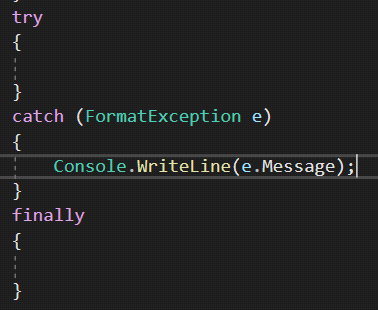 try
{
}
catch (FormatException e)
{
Console.WriteLine(e.Message);
}
finally
{
}